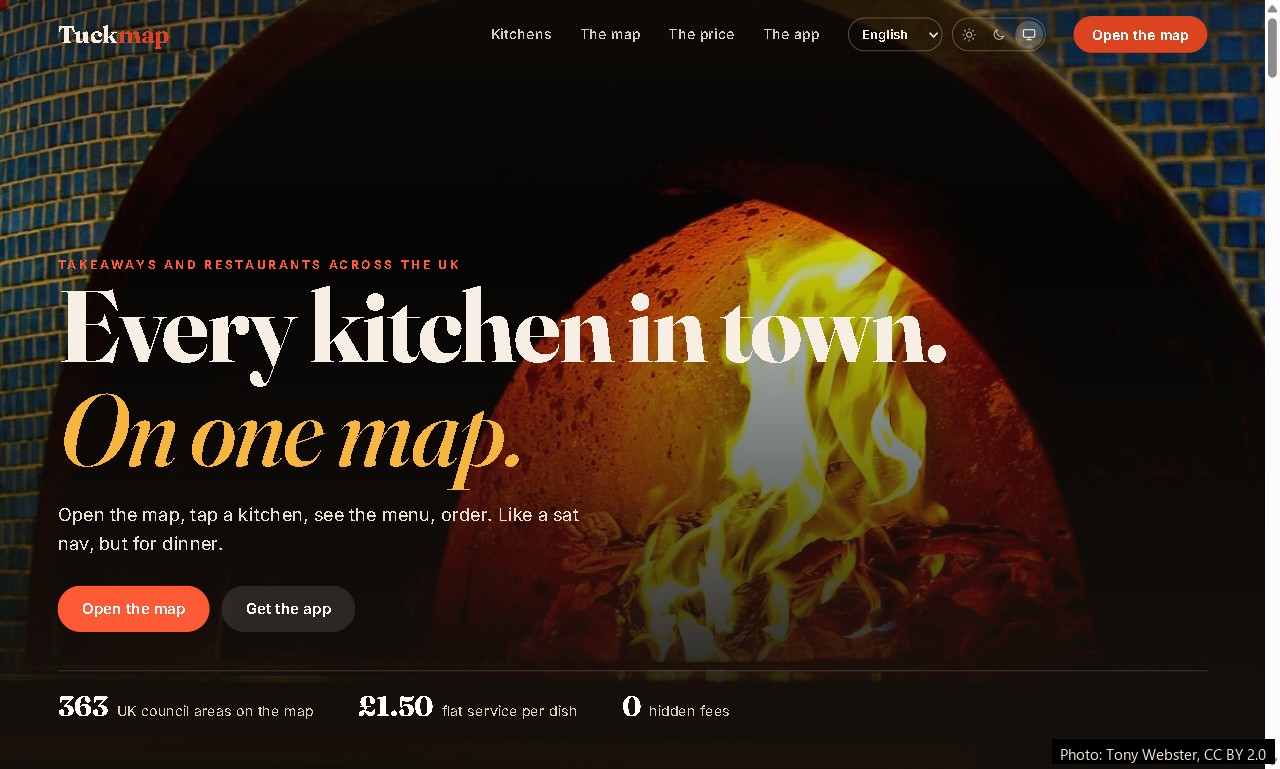 Tuckmap
Kitchens
The map
The price
The app
English
Open the map
TAKEAWAYS AND RESTAURANTS ACROSS THE UK
Every kitchen in town.
On one map.
Open the map, tap a kitchen, see the menu, order. Like a sat
nav, but for dinner.
Open the map
Get the app
363 UK council areas on the map
£1.50 flat service per dish
0 hidden fees
Photo: Tony Webster, CC BY 2.0